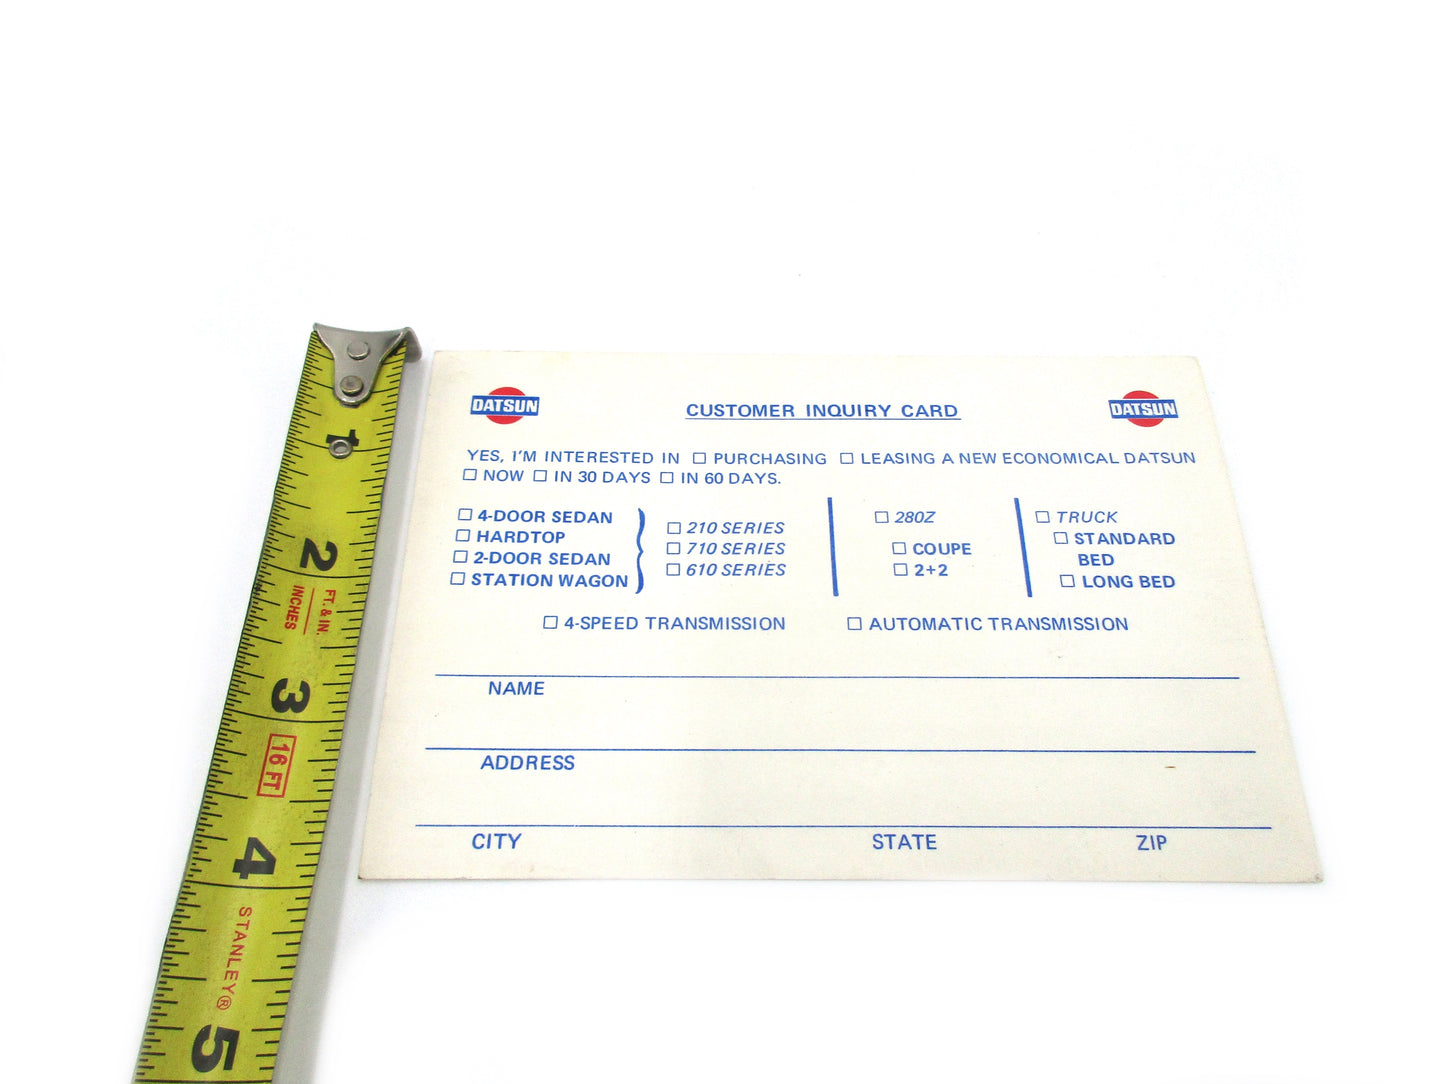 DATSUN
CUSTOMER INQUIRY CARD
DATSUN
YES, I'M INTERESTED IN ☐ PURCHASING ☐ LEASING A NEW ECONOMICAL DATSUN
☐ NOW ☐ IN 30 DAYS ☐ IN 60 DAYS.
☐ 4-DOOR SEDAN
☐ HARDTOP
☐ 2-DOOR SEDAN
☐ STATION WAGON
☐ 210 SERIES
☐ 710 SERIES
☐ 610 SERIES
☐ 280Z
☐ COUPE
☐ 2+2
☐ TRUCK
☐ STANDARD
BED
☐ LONG BED
☐ 4-SPEED TRANSMISSION ☐ AUTOMATIC TRANSMISSION
NAME
ADDRESS
CITY STATE ZIP
1
2
FT. & IN.
INCHES
3
16 FT
4
STANLEY®
5